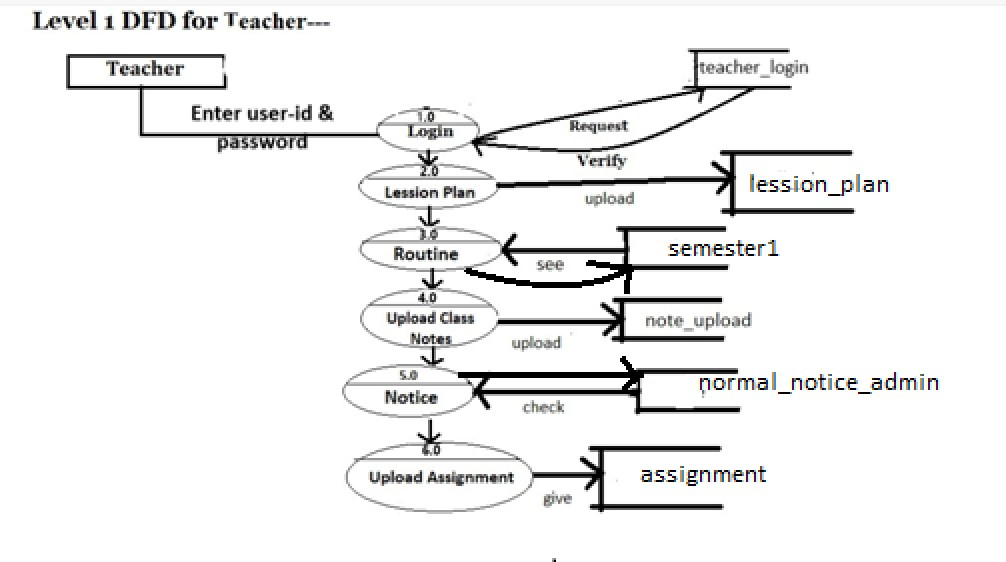 Level 1 DFD for Teacher---
Teacher
teacher_login
Enter user-id &
password
1.0
Login
Request
Verify
2.0
Lession Plan
upload
lession_plan
3.0
Routine
see
semester1
4.0
Upload Class
Notes
upload
note_upload
5.0
Notice
check
normal_notice_admin
6.0
Upload Assignment
give
assignment